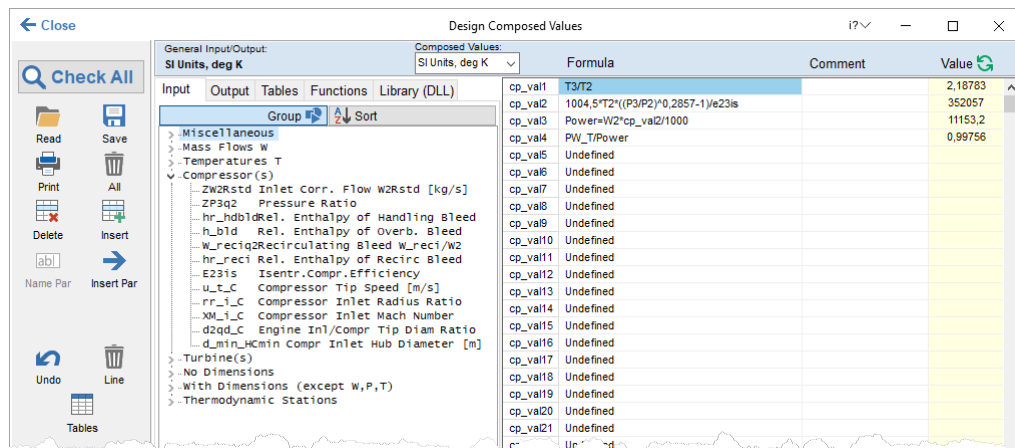 Close
Design Composed Values
i?
Check All
Read
Save
Print
All
Delete
Insert
ab
Name Par
Insert Par
Undo
Line
Tables
General Input/Output:
SI Units, deg K
Composed Values:
SI Units, deg K
Input
Output
Tables
Functions
Library (DLL)
Group
AZ Sort
Miscellaneous
Mass Flows W
Temperatures T
Compressor(s)
ZW2Rstd Inlet Corr. Flow W2Rstd [kg/s]
ZP3q2 Pressure Ratio
hr_hdbldRel. Enthalpy of Handling Bleed
h_bld Rel. Enthalpy of Overb. Bleed
W_reciq2Recirculating Bleed W_reci/W2
hr_reci Rel. Enthalpy of Recirc Bleed
E23is Isentr.Compr.Efficiency
u_t_C Compressor Tip Speed [m/s]
rr_i_C Compressor Inlet Radius Ratio
XM_i_C Compressor Inlet Mach Number
d2qd_C Engine Inl/Compr Tip Diam Ratio
d_min_HCmin Compr Inlet Hub Diameter [m]
Turbine(s)
No Dimensions
With Dimensions (except W,P,T)
Thermodynamic Stations
Formula Comment Value
cp_val1 T3/T2 2,18783
cp_val2 1004,5*T2*((P3/P2)^0,2857-1)/e23is 352057
cp_val3 Power=W2*cp_val2/1000 11153,2
cp_val4 PW_T/Power 0,99756
cp_val5 Undefined
cp_val6 Undefined
cp_val7 Undefined
cp_val8 Undefined
cp_val9 Undefined
cp_val10 Undefined
cp_val11 Undefined
cp_val12 Undefined
cp_val13 Undefined
cp_val14 Undefined
cp_val15 Undefined
cp_val16 Undefined
cp_val17 Undefined
cp_val18 Undefined
cp_val19 Undefined
cp_val20 Undefined
cp_val21 Undefined